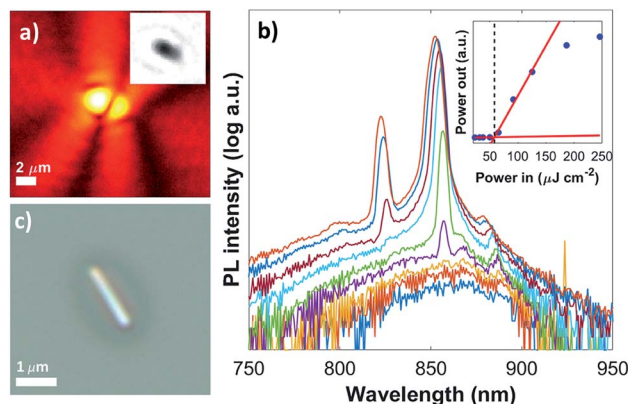 a)
2 μm
c)
1 μm
b)
PL intensity (log a.u.)
750 800 850 900 950
Wavelength (nm)
Power out (a.u.)
0 50 100 150 200 250
Power in (μJ cm⁻²)